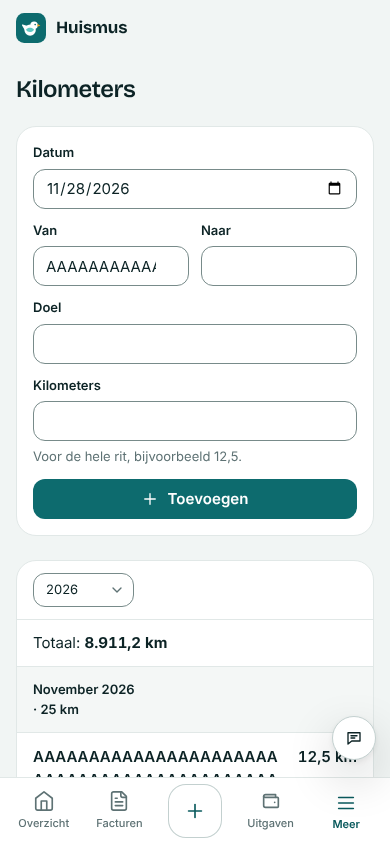 Huismus
Kilometers
Datum
11/28/2026
Van
Naar
AAAAAAAAAAA
Doel
Kilometers
Voor de hele rit, bijvoorbeeld 12,5.
Toevoegen
2026
Totaal: 8.911,2 km
November 2026
· 25 km
AAAAAAAAAAAAAAAAAAAAAA 12,5 km
Overzicht
Facturen
Uitgaven
Meer